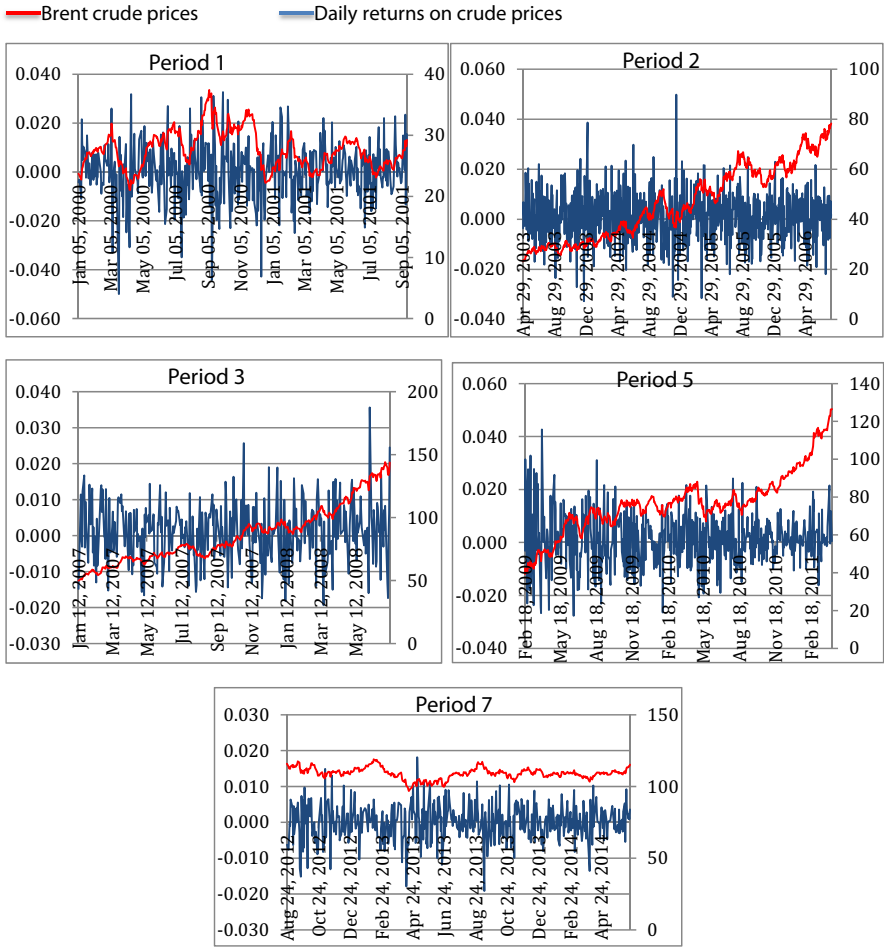 Brent crude prices Daily returns on crude prices
Period 1
0.040
0.020
0.000
-0.020
-0.040
-0.060
40
30
20
10
0
Jan 05, 2000
Mar 05, 2000
May 05, 2000
Jul 05, 2000
Sep 05, 2000
Nov 05, 2000
Jan 05, 2001
Mar 05, 2001
May 05, 2001
Jul 05, 2001
Sep 05, 2001
Period 2
0.060
0.040
0.020
0.000
-0.020
-0.040
100
80
60
40
20
0
Apr 29, 2003
Aug 29, 2003
Dec 29, 2003
Apr 29, 2004
Aug 29, 2004
Dec 29, 2004
Apr 29, 2005
Aug 29, 2005
Dec 29, 2005
Apr 29, 2006
Period 3
0.040
0.030
0.020
0.010
0.000
-0.010
-0.020
-0.030
200
150
100
50
0
Jan 12, 2007
Mar 12, 2007
May 12, 2007
Jul 12, 2007
Sep 12, 2007
Nov 12, 2007
Jan 12, 2008
Mar 12, 2008
May 12, 2008
Period 5
0.060
0.040
0.020
0.000
-0.020
-0.040
140
120
100
80
60
40
20
0
Feb 18, 2009
May 18, 2009
Aug 18, 2009
Nov 18, 2009
Feb 18, 2010
May 18, 2010
Aug 18, 2010
Nov 18, 2010
Feb 18, 2011
Period 7
0.030
0.020
0.010
0.000
-0.010
-0.020
-0.030
150
100
50
0
Aug 24, 2012
Oct 24, 2012
Dec 24, 2012
Feb 24, 2013
Apr 24, 2013
Jun 24, 2013
Aug 24, 2013
Oct 24, 2013
Dec 24, 2013
Feb 24, 2014
Apr 24, 2014